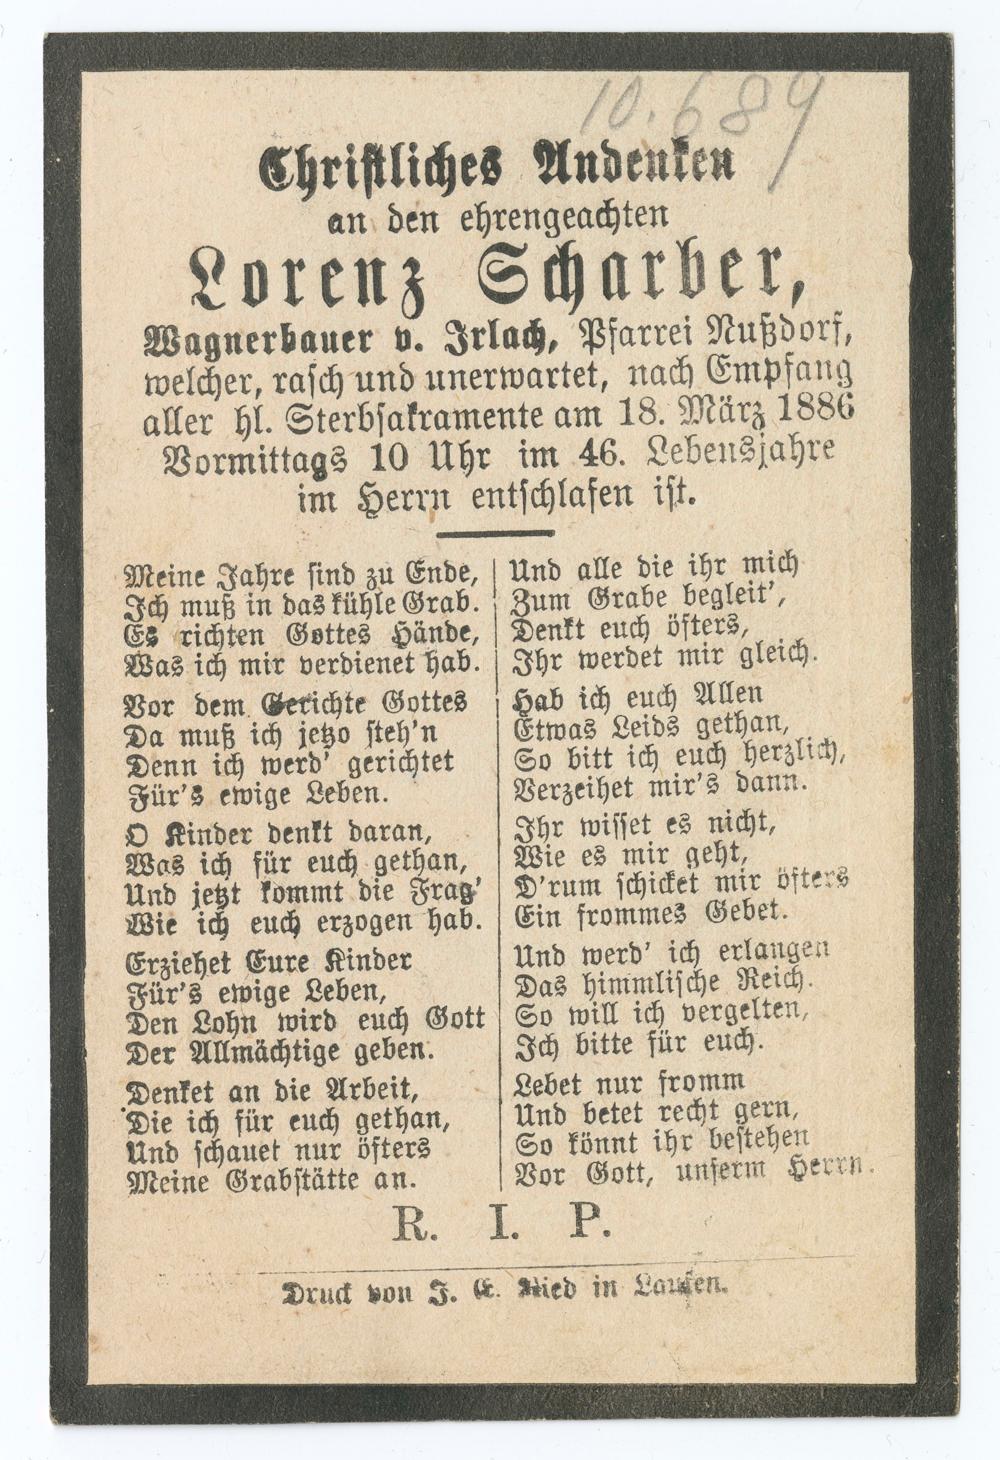 10.689
Christliches Andenken
an den ehrengeachten
Lorenz Scharber,
Wagnerbauer v. Irlach, Pfarrei Nußdorf,
welcher, rasch und unerwartet, nach Empfang
aller hl. Sterbsakramente am 18. März 1886
Vormittags 10 Uhr im 46. Lebensjahre
im Herrn entschlafen ist.
Meine Jahre sind zu Ende,
Ich muß in das kühle Grab.
Es richten Gottes Hände,
Was ich mir verdienet hab.
Vor dem Gerichte Gottes
Da muß ich jetzo steh'n
Denn ich werd' gerichtet
Für's ewige Leben.
O Kinder denkt daran,
Was ich für euch gethan,
Und jetzt kommt die Frag'
Wie ich euch erzogen hab.
Erziehet Eure Kinder
Für's ewige Leben,
Den Lohn wird euch Gott
Der Allmächtige geben.
Denket an die Arbeit,
Die ich für euch gethan,
Und schauet nur öfters
Meine Grabstätte an.
Und alle die ihr mich
Zum Grabe begleit',
Denkt euch öfters,
Ihr werdet mir gleich.
Hab ich euch Allen
Etwas Leids gethan,
So bitt ich euch herzlich,
Verzeihet mir's dann.
Ihr wisset es nicht,
Wie es mir geht,
D'rum schicket mir öfters
Ein frommes Gebet.
Und werd' ich erlangen
Das himmlische Reich.
So will ich vergelten,
Ich bitte für euch.
Lebet nur fromm
Und betet recht gern,
So könnt ihr bestehen
Vor Gott, unserm Herrn.
R. I. P.
Druck von J. E. Ried in Laufen.